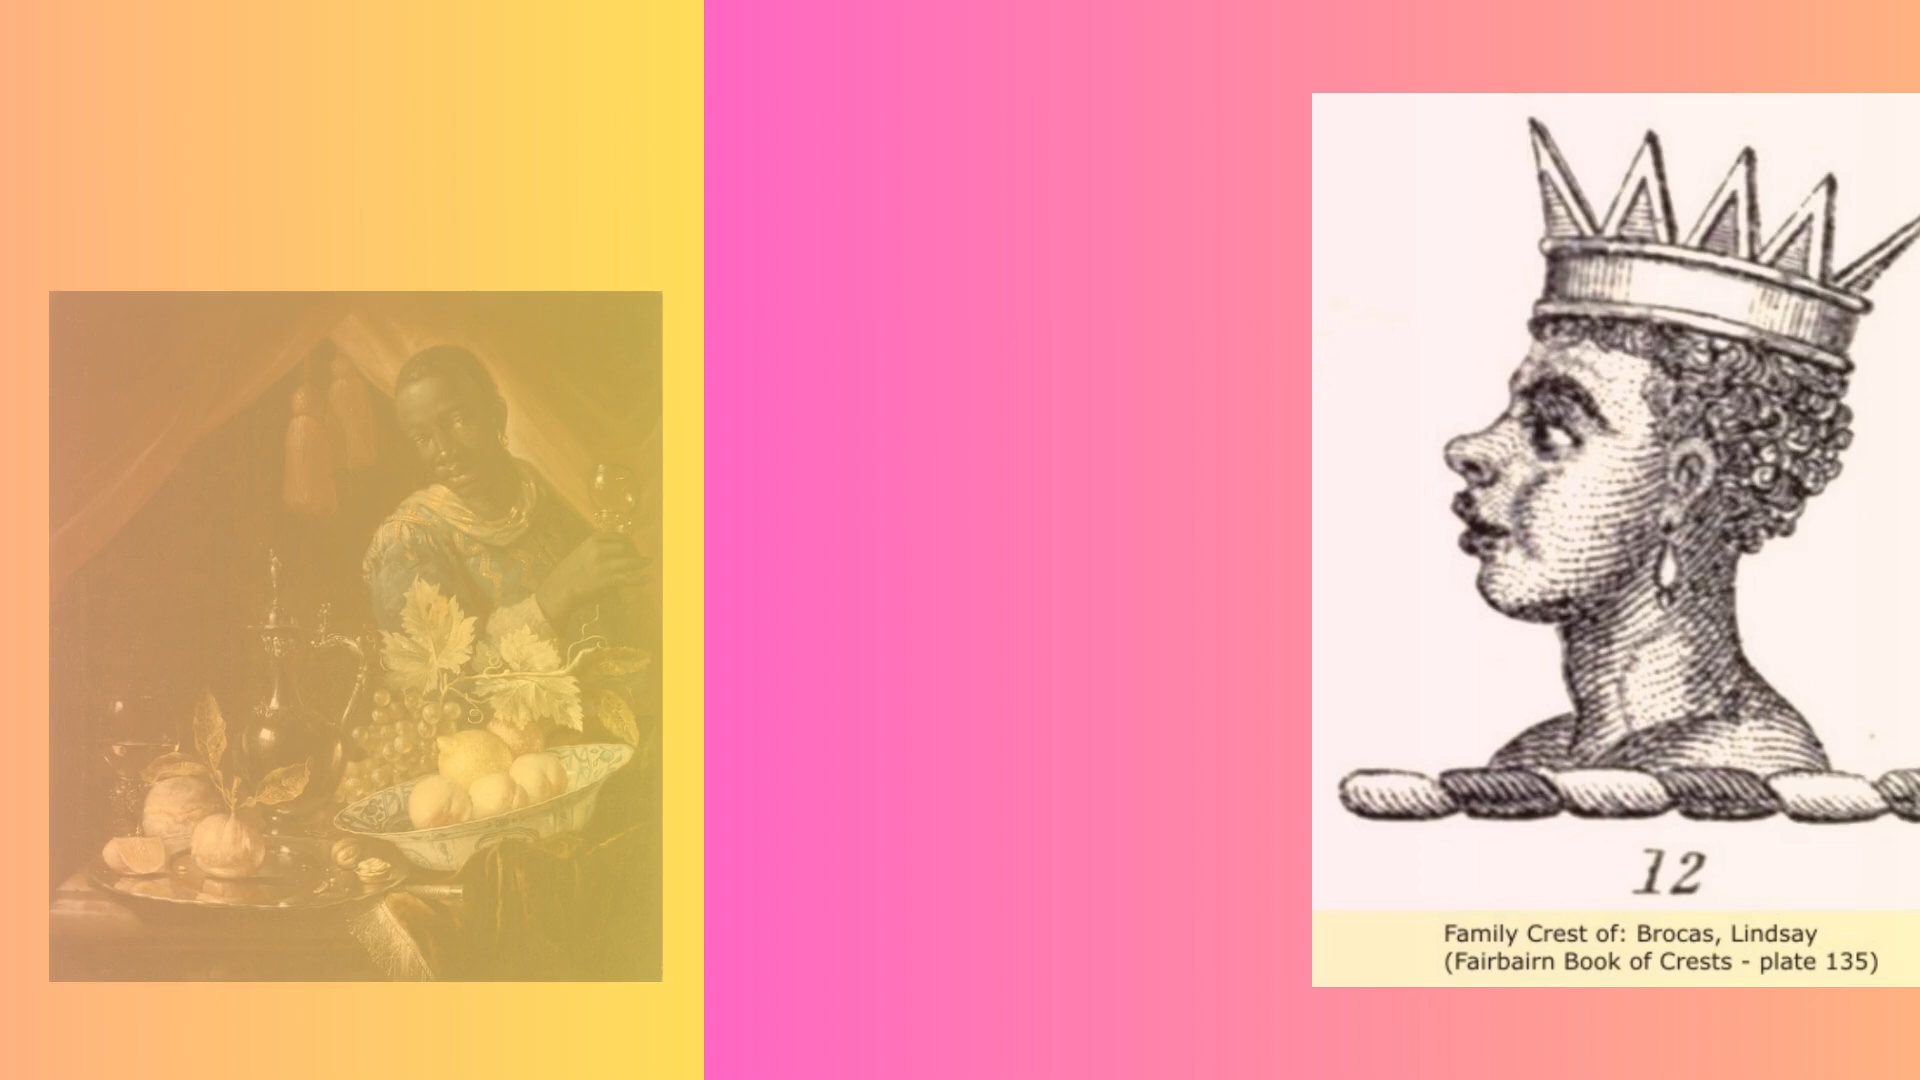 12
Family Crest of: Brocas, Lindsay
(Fairbairn Book of Crests - plate 135)